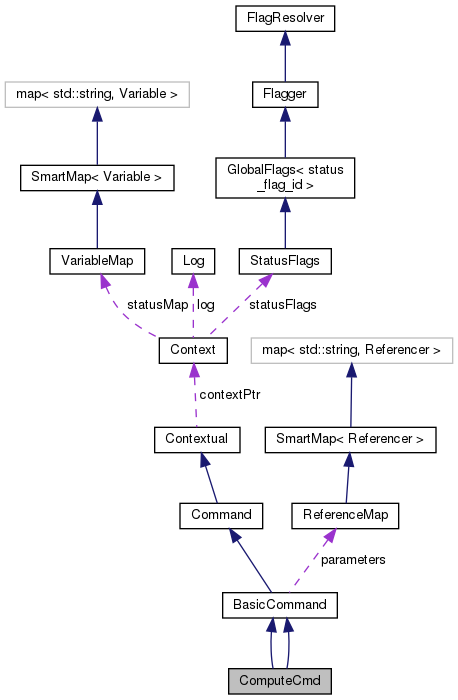 FlagResolver
Flagger
map< std::string, Variable >
SmartMap< Variable >
GlobalFlags< status
_flag_id >
VariableMap
Log
StatusFlags
statusMap
log
statusFlags
Context
map< std::string, Referencer >
contextPtr
Contextual
SmartMap< Referencer >
Command
ReferenceMap
parameters
BasicCommand
ComputeCmd